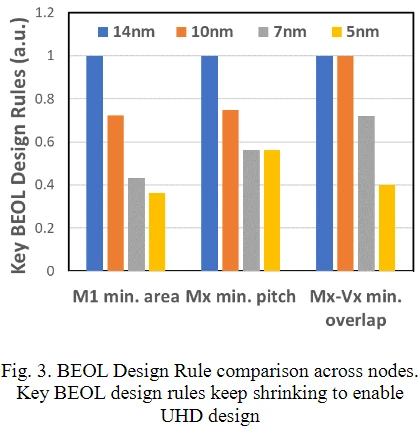 Key BEOL Design Rules (a.u.)
1.2
1
0.8
0.6
0.4
0.2
0
14nm 10nm 7nm 5nm
M1 min. area Mx min. pitch Mx-Vx min.
overlap
Fig. 3. BEOL Design Rule comparison across nodes.
Key BEOL design rules keep shrinking to enable
UHD design